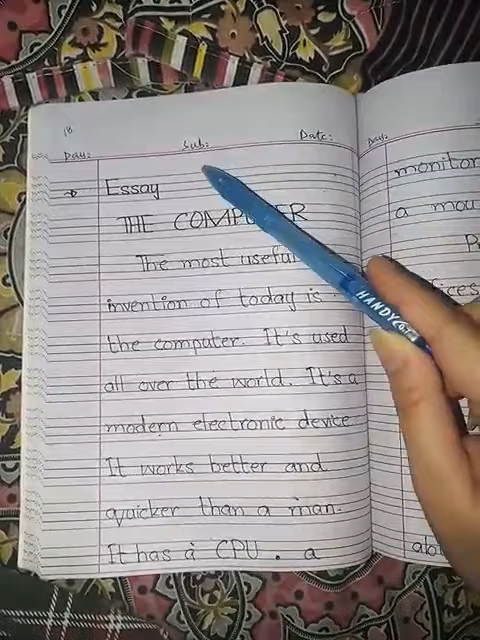 18
Day: Sub: Date:
Essay
THE COMPUTER
The most useful
invention of today is
the computer. It's used
all over the world. It's a
modern electronic device
It works better and
quicker than a man.
It has a CPU. a
Day:
monitor
a mou
HANDY